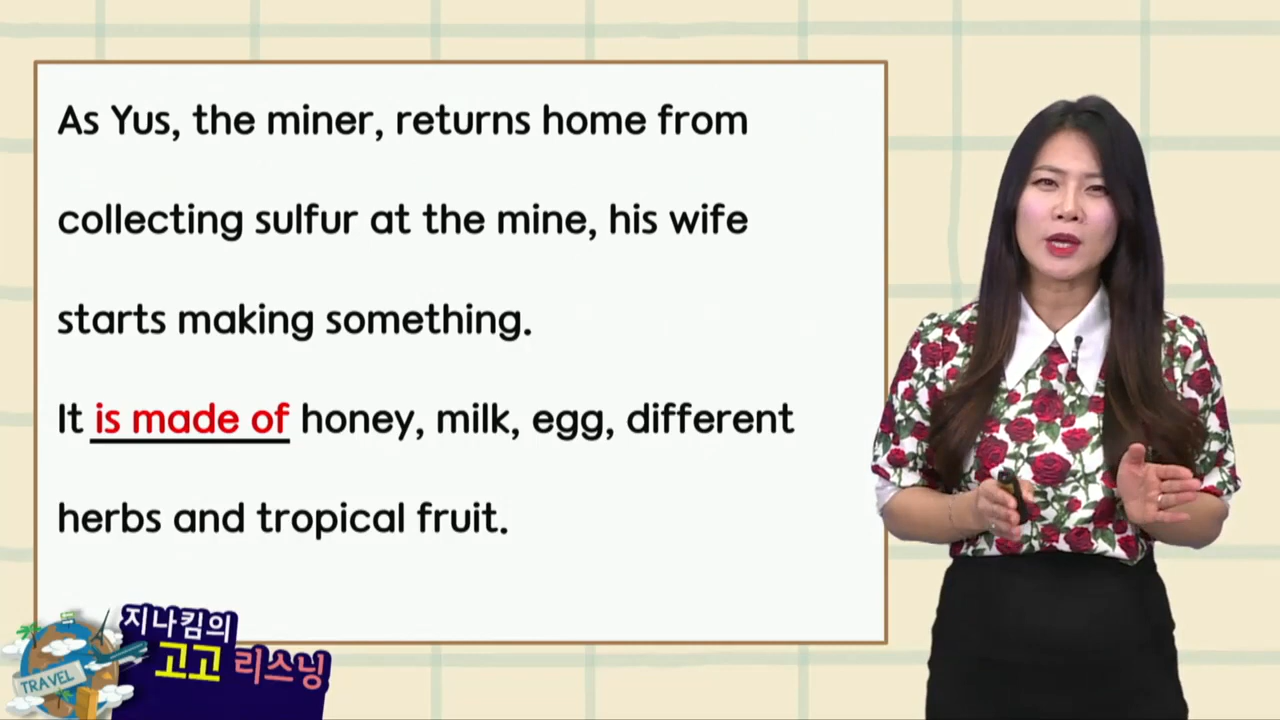 As Yus, the miner, returns home from
collecting sulfur at the mine, his wife
starts making something.
It is made of honey, milk, egg, different
herbs and tropical fruit.
지나킴의
고고 리스닝
TRAVEL